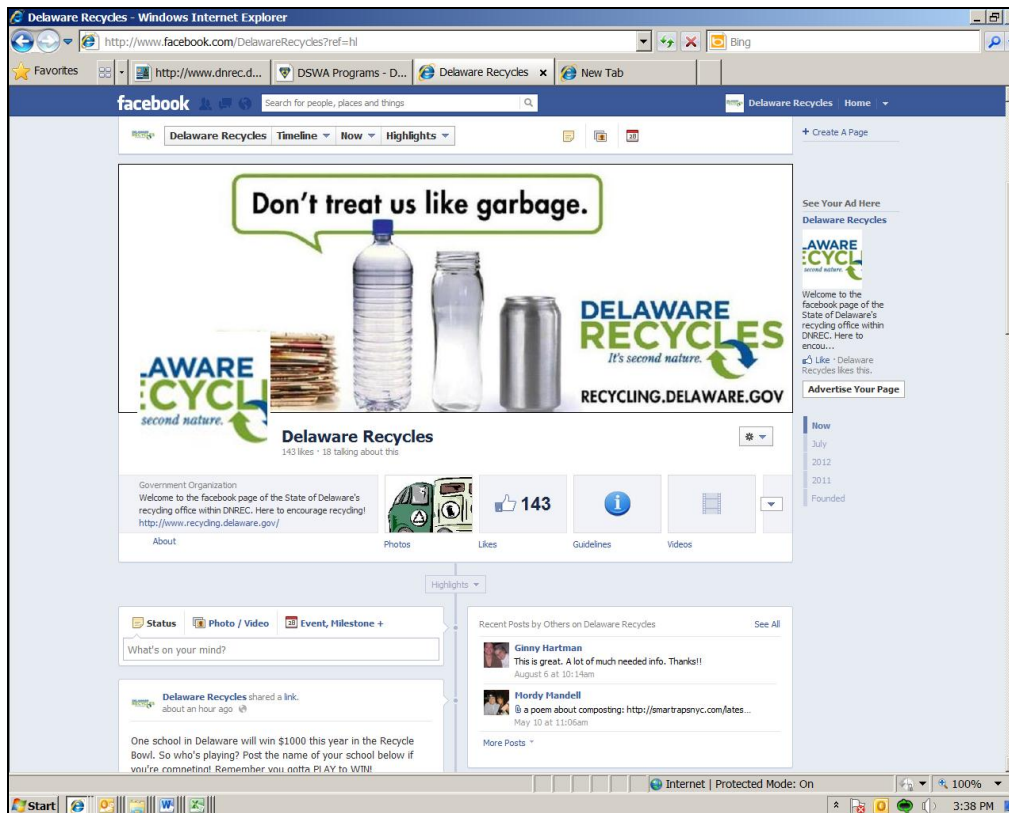 Delaware Recycles - Windows Internet Explorer
http://www.facebook.com/DelawareRecycles?ref=hl
Bing
Favorites
http://www.dnrec.d...
DSWA Programs - D...
Delaware Recycles
New Tab
facebook
Search for people, places and things
Delaware Recycles Home
Delaware Recycles Timeline Now Highlights
+ Create A Page
Don't treat us like garbage.
DELAWARE
RECYCLES
It's second nature.
RECYCLING.DELAWARE.GOV
LAWARE
ECYCL
second nature.
Delaware Recycles
143 likes · 18 talking about this
Government Organization
Welcome to the facebook page of the State of Delaware's
recycling office within DNREC. Here to encourage recycling!
http://www.recycling.delaware.gov/
About
Photos
143
Likes
Guidelines
Videos
See Your Ad Here
Delaware Recycles
LAWARE
ECYCL
second nature.
Welcome to the
facebook page of the
State of Delaware's
recycling office within
DNREC. Here to
encou...
Like · Delaware
Recycles likes this.
Advertise Your Page
Now
July
2012
2011
Founded
Highlights
Status Photo / Video Event, Milestone +
What's on your mind?
Delaware Recycles shared a link.
about an hour ago
One school in Delaware will win $1000 this year in the Recycle
Bowl. So who's playing? Post the name of your school below if
you're competing! Remember you gotta PLAY to WIN!
Recent Posts by Others on Delaware Recycles See All
Ginny Hartman
This is great. A lot of much needed info. Thanks!!
August 6 at 10:14am
Mordy Mandell
a poem about composting: http://smartrapsnyc.com/lates...
May 10 at 11:06am
More Posts
Internet | Protected Mode: On
100%
Start
3:38 PM